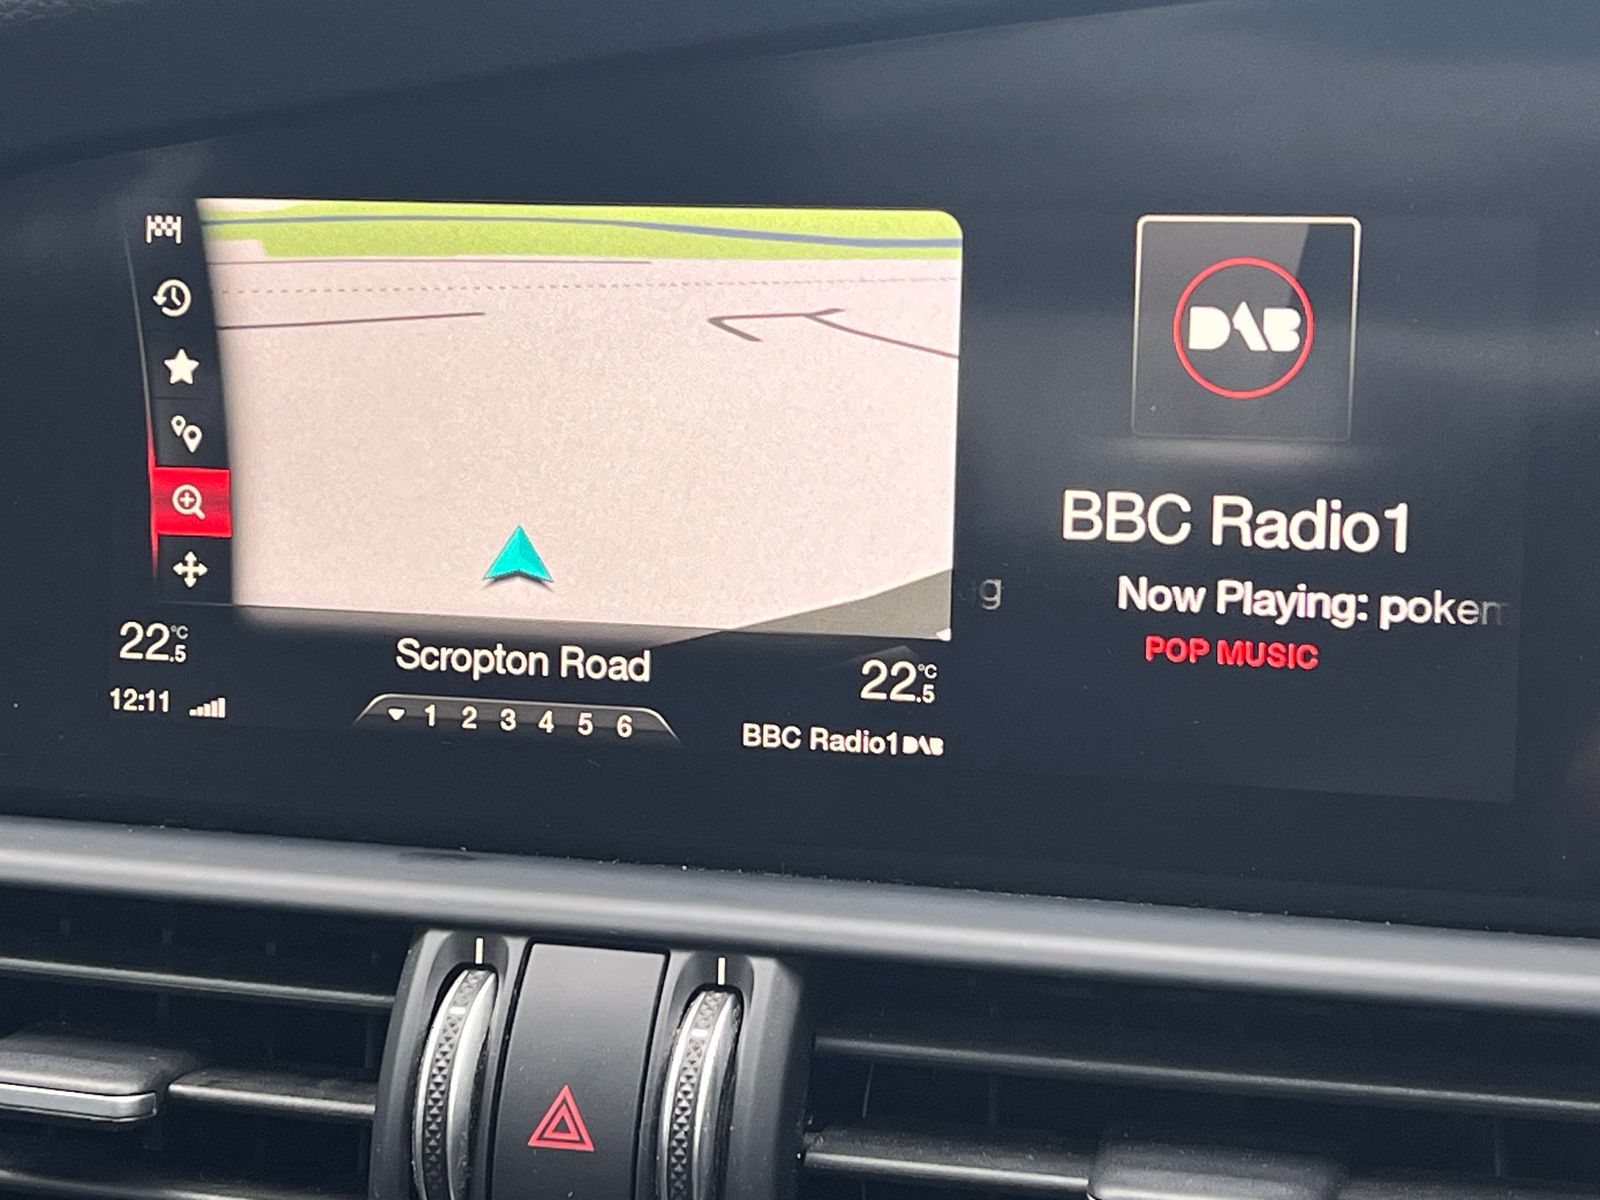 DAB
BBC Radio1
g Now Playing: poken
POP MUSIC
22.5°C
Scropton Road
22.5°C
12:11
1 2 3 4 5 6
BBC Radio1 DAB